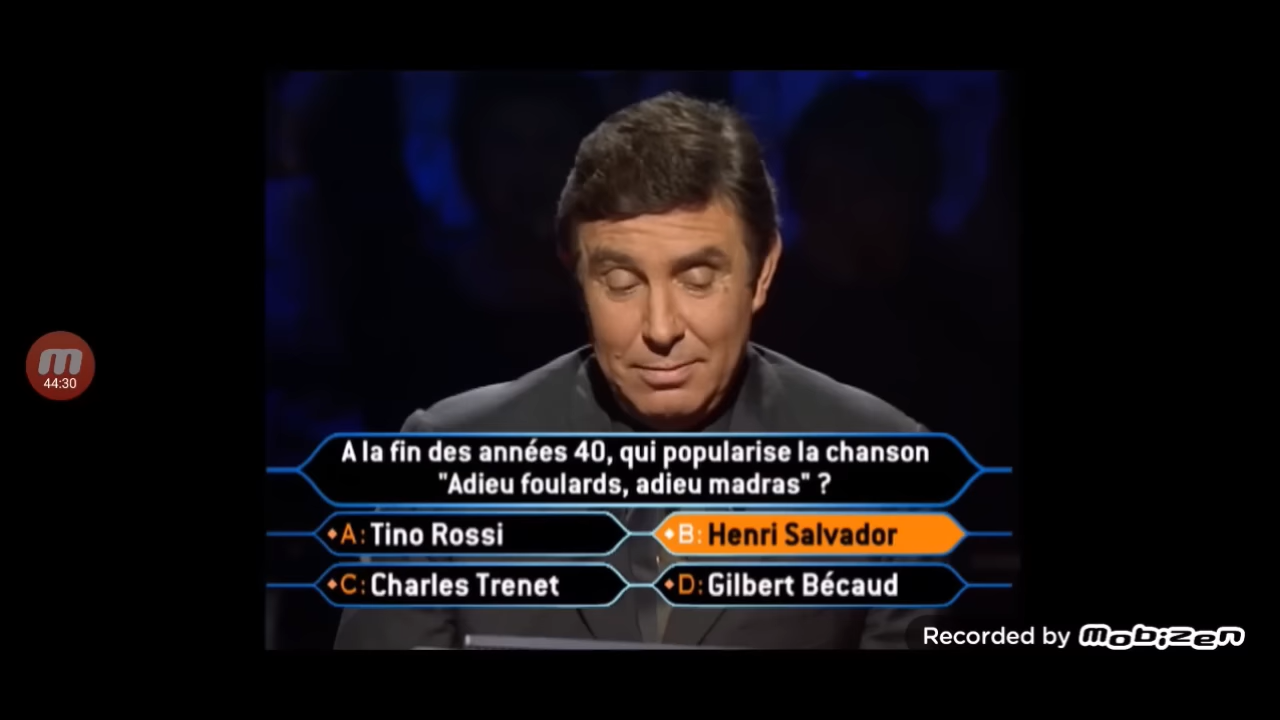 A la fin des années 40, qui popularise la chanson
"Adieu foulards, adieu madras" ?
A: Tino Rossi
B: Henri Salvador
C: Charles Trenet
D: Gilbert Bécaud
44:30
Recorded by mobizen